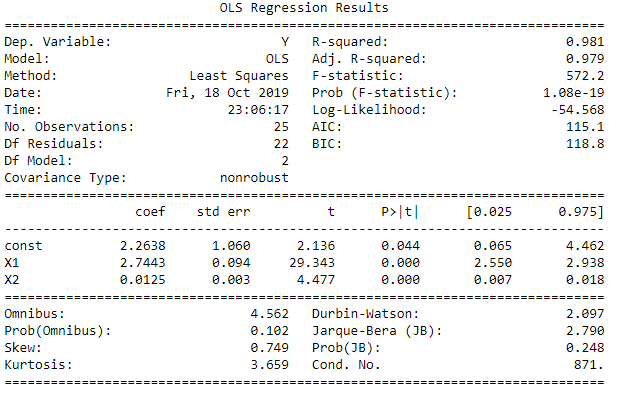 OLS Regression Results
==============================================================================
Dep. Variable:                      Y   R-squared:                       0.981
Model:                            OLS   Adj. R-squared:                  0.979
Method:                 Least Squares   F-statistic:                     572.2
Date:                Fri, 18 Oct 2019   Prob (F-statistic):           1.08e-19
Time:                        23:06:17   Log-Likelihood:                -54.568
No. Observations:                  25   AIC:                             115.1
Df Residuals:                      22   BIC:                             118.8
Df Model:                           2
Covariance Type:            nonrobust
==============================================================================
                 coef    std err          t      P>|t|      [0.025      0.975]
------------------------------------------------------------------------------
const          2.2638      1.060      2.136      0.044       0.065       4.462
X1             2.7443      0.094     29.343      0.000       2.550       2.938
X2             0.0125      0.003      4.477      0.000       0.007       0.018
==============================================================================
Omnibus:                        4.562   Durbin-Watson:                   2.097
Prob(Omnibus):                  0.102   Jarque-Bera (JB):                2.790
Skew:                           0.749   Prob(JB):                        0.248
Kurtosis:                       3.659   Cond. No.                         871.
==============================================================================